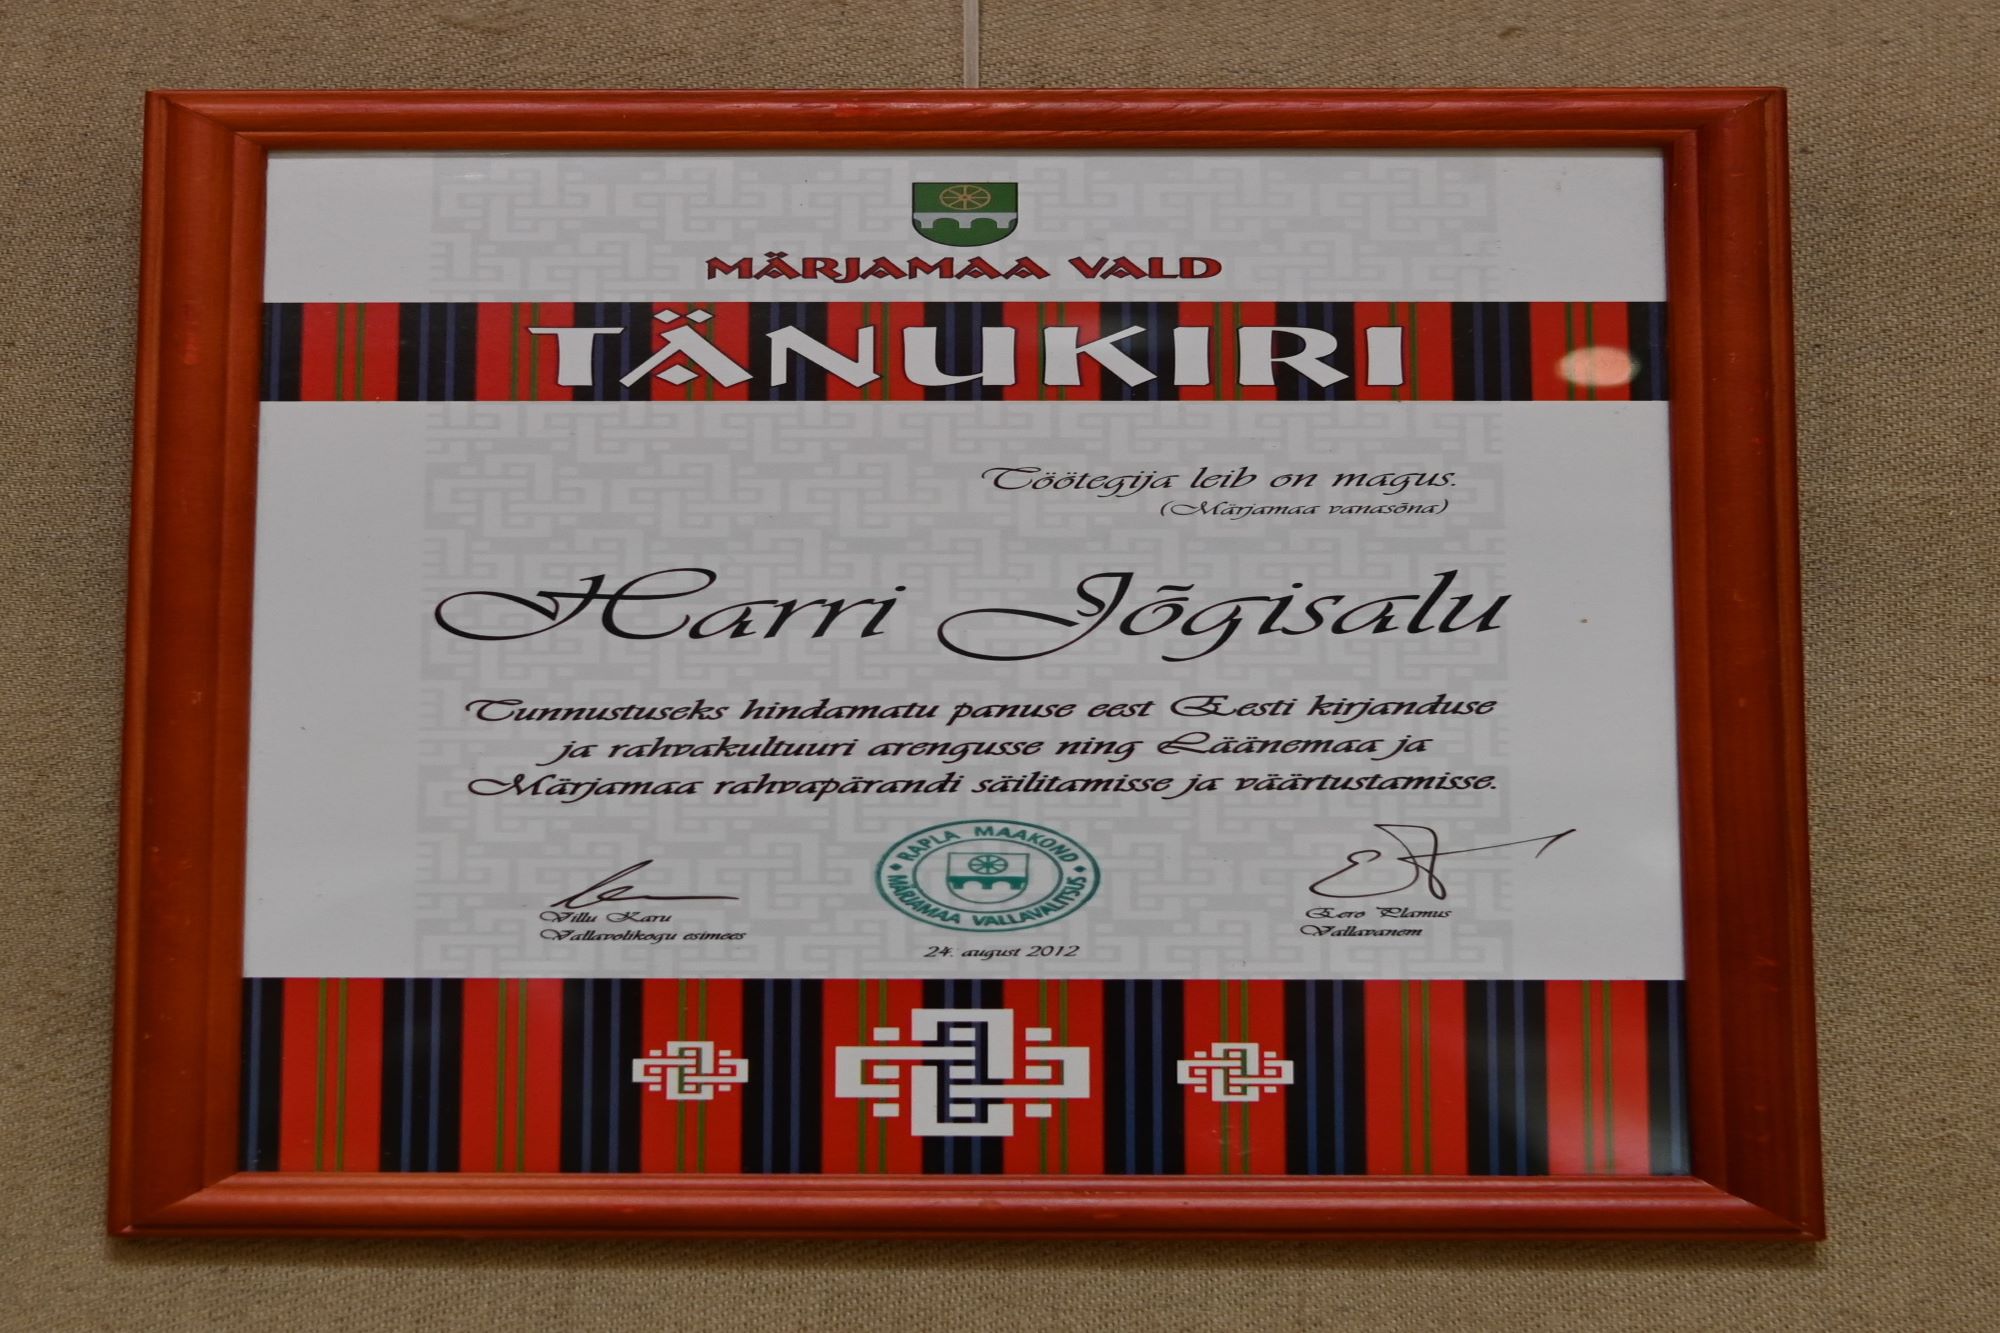 MÄRJAMAA VALD
TÄNUKIRI
Töötegija leib on magus.
(Märjamaa vanasõna)
Harri Jõgisalu
Tunnustuseks hindamatu panuse eest Eesti kirjanduse
ja rahvakultuuri arengusse ning Läänemaa ja
Märjamaa rahvapärandi säilitamisse ja väärtustamisse.
RAPLA MAAKOND
MÄRJAMAA VALLAVALITSUS
Villu Karu
Vallavolikogu esimees
24. august 2012
Eero Plamus
Vallavanem